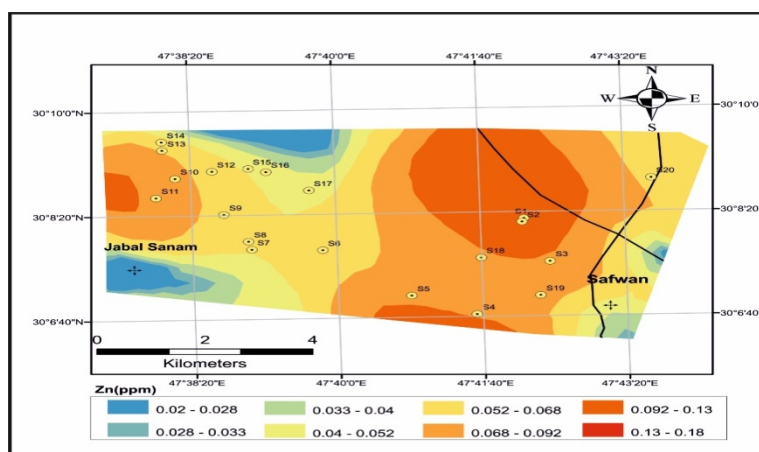 47°38'20"E 47°40'0"E 47°41'40"E 47°43'20"E
N
W E
S
30°10'0"N 30°10'0"N
S14
S13
S10 S12 S15 S16
S11 S17 S20
S9 S1 S2
30°8'20"N 30°8'20"N
S8
S7 S6 S18 S3
Jabal Sanam
Safwan
S5 S19
S4
30°6'40"N 30°6'40"N
0 2 4
Kilometers
47°38'20"E 47°40'0"E 47°41'40"E 47°43'20"E
Zn(ppm)
0.02 - 0.028 0.033 - 0.04 0.052 - 0.068 0.092 - 0.13
0.028 - 0.033 0.04 - 0.052 0.068 - 0.092 0.13 - 0.18